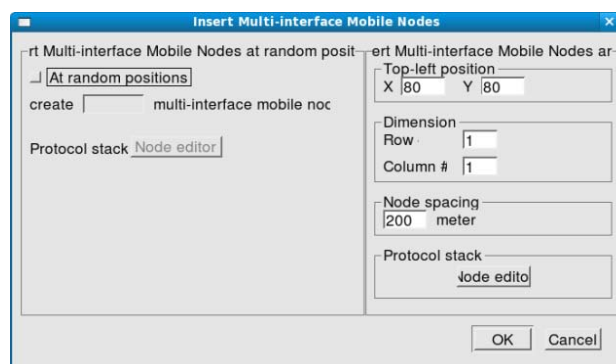 Insert Multi-interface Mobile Nodes
rt Multi-interface Mobile Nodes at random posit
At random positions
create multi-interface mobile noc
Protocol stack Node editor
ert Multi-interface Mobile Nodes ar
Top-left position
X 80 Y 80
Dimension
Row 1
Column # 1
Node spacing
200 meter
Protocol stack
Node edito
OK Cancel